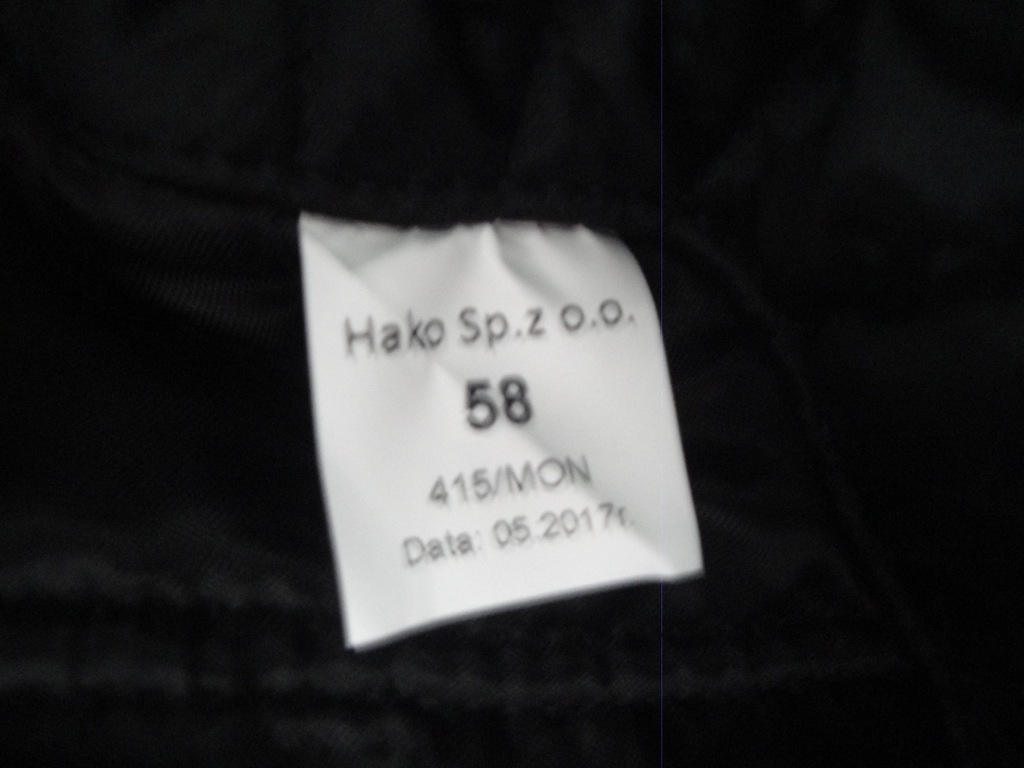 Hako Sp.z o.o.
58
415/MON
Data: 05.2017r.